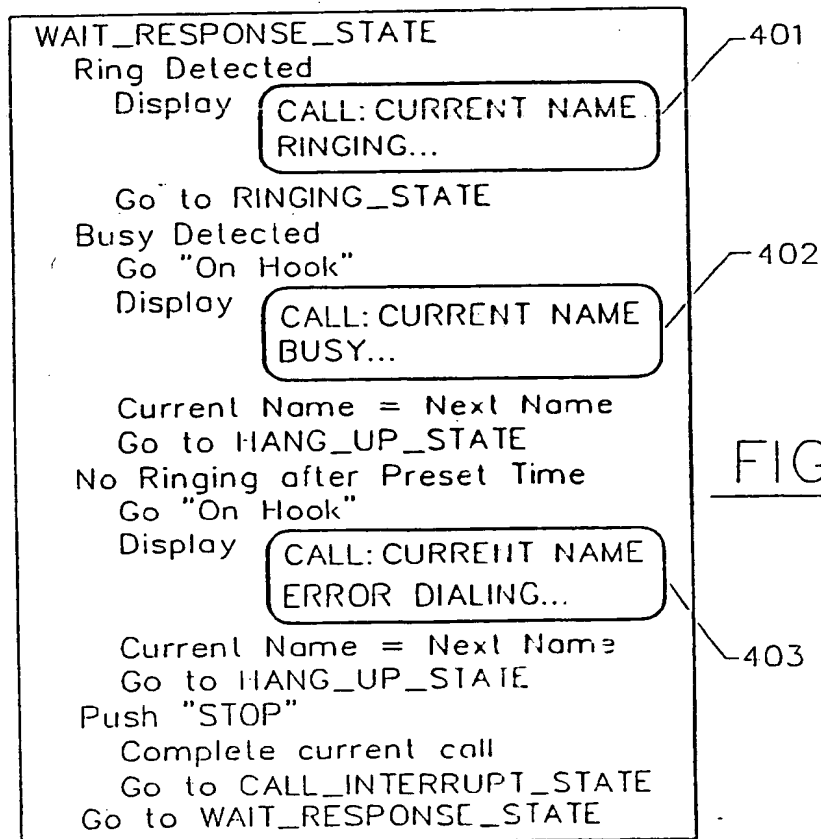 WAIT_RESPONSE_STATE
401
Ring Detected
Display
CALL: CURRENT NAME
RINGING...
Go to RINGING_STATE
Busy Detected
402
Go "On Hook"
Display
CALL: CURRENT NAME
BUSY...
Current Name = Next Name
Go to HANG_UP_STATE
No Ringing after Preset Time
FIG
Go "On Hook"
Display
CALL: CURRENT NAME
ERROR DIALING...
Current Name = Next Name
403
Go to HANG_UP_STATE
Push "STOP"
Complete current call
Go to CALL_INTERRUPT_STATE
Go to WAIT_RESPONSE_STATE